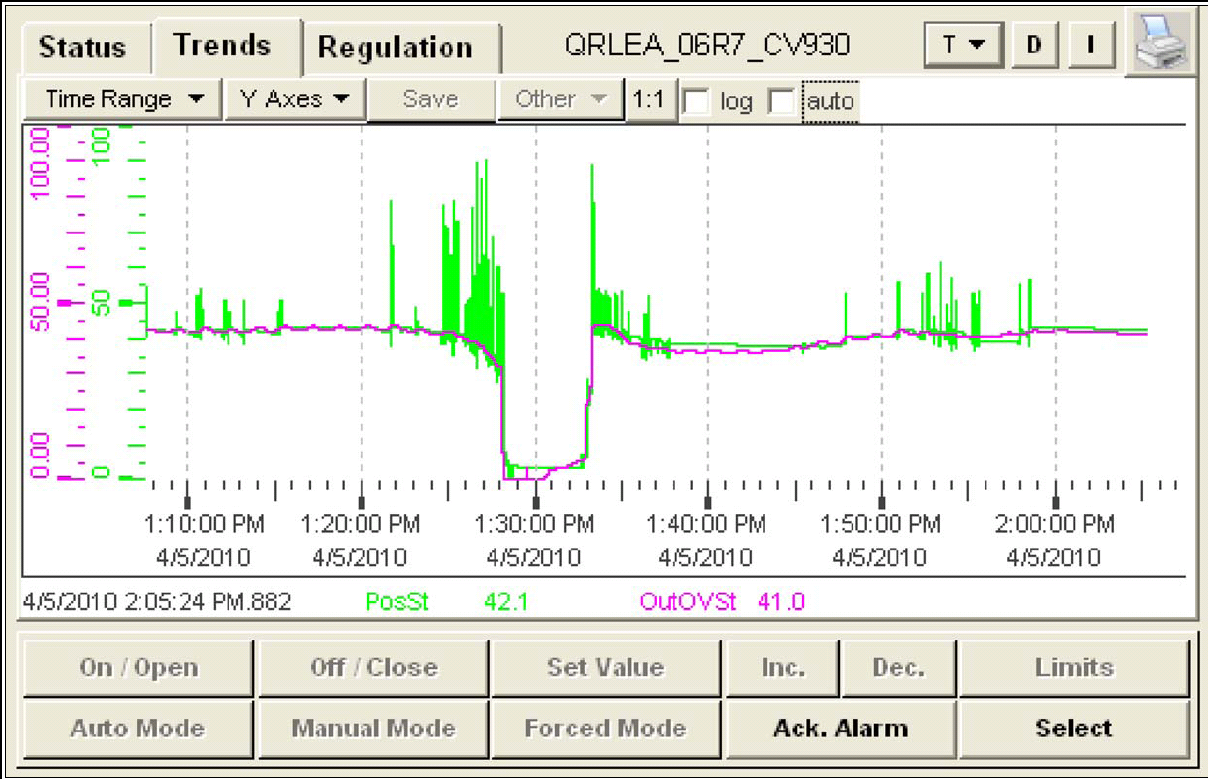 Status Trends Regulation QRLEA_06R7_CV930 T D I
Time Range Y Axes Save Other 1:1 log auto
100.00 100
50.00 50
0.00 0
1:10:00 PM 1:20:00 PM 1:30:00 PM 1:40:00 PM 1:50:00 PM 2:00:00 PM
4/5/2010 4/5/2010 4/5/2010 4/5/2010 4/5/2010 4/5/2010
4/5/2010 2:05:24 PM.882 PosSt 42.1 OutOVSt 41.0
On / Open Off / Close Set Value Inc. Dec. Limits
Auto Mode Manual Mode Forced Mode Ack. Alarm Select